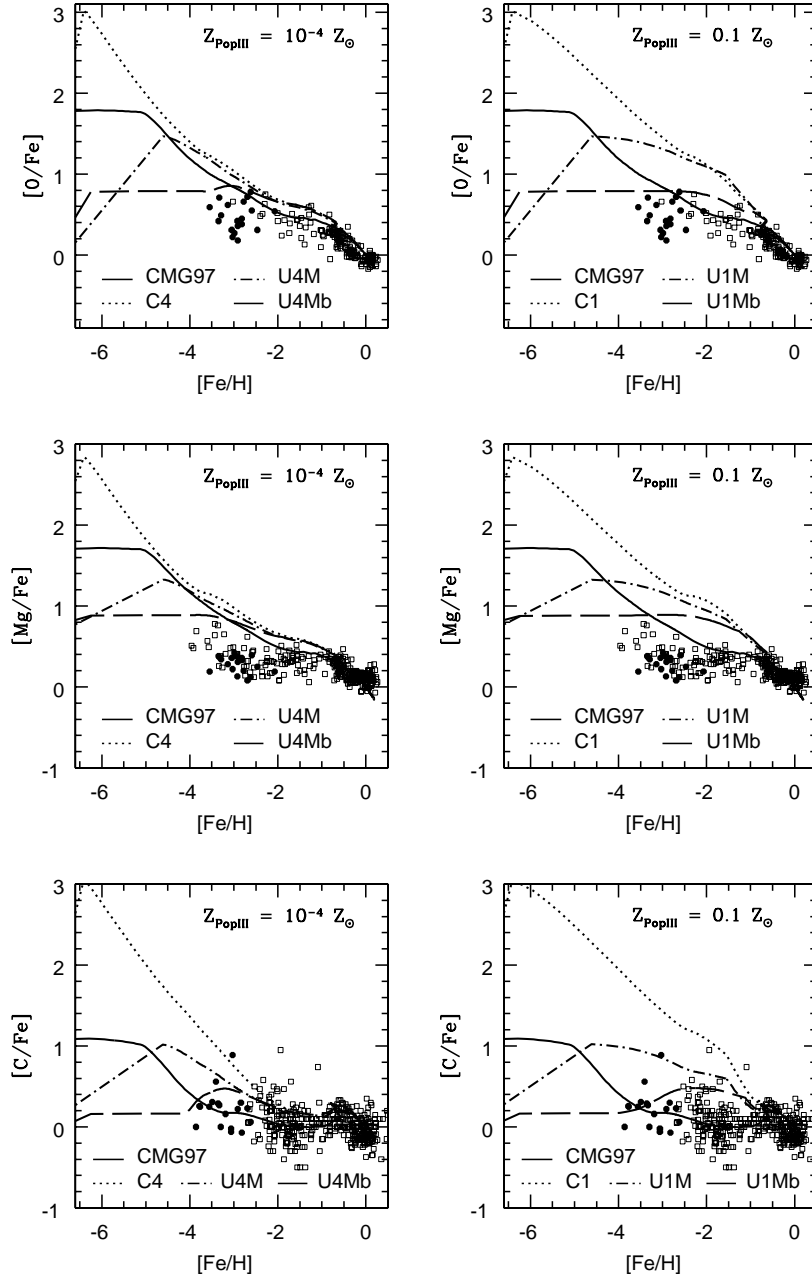 Z_PopIII = 10^-4 Z_⊙
[O/Fe]
3
2
1
0
CMG97
U4M
C4
U4Mb
-6
-4
-2
0
[Fe/H]
Z_PopIII = 0.1 Z_⊙
[O/Fe]
3
2
1
0
CMG97
U1M
C1
U1Mb
-6
-4
-2
0
[Fe/H]
Z_PopIII = 10^-4 Z_⊙
[Mg/Fe]
3
2
1
0
-1
CMG97
U4M
C4
U4Mb
-6
-4
-2
0
[Fe/H]
Z_PopIII = 0.1 Z_⊙
[Mg/Fe]
3
2
1
0
-1
CMG97
U1M
C1
U1Mb
-6
-4
-2
0
[Fe/H]
Z_PopIII = 10^-4 Z_⊙
[C/Fe]
3
2
1
0
-1
CMG97
C4
U4M
U4Mb
-6
-4
-2
0
[Fe/H]
Z_PopIII = 0.1 Z_⊙
[C/Fe]
3
2
1
0
-1
CMG97
C1
U1M
U1Mb
-6
-4
-2
0
[Fe/H]